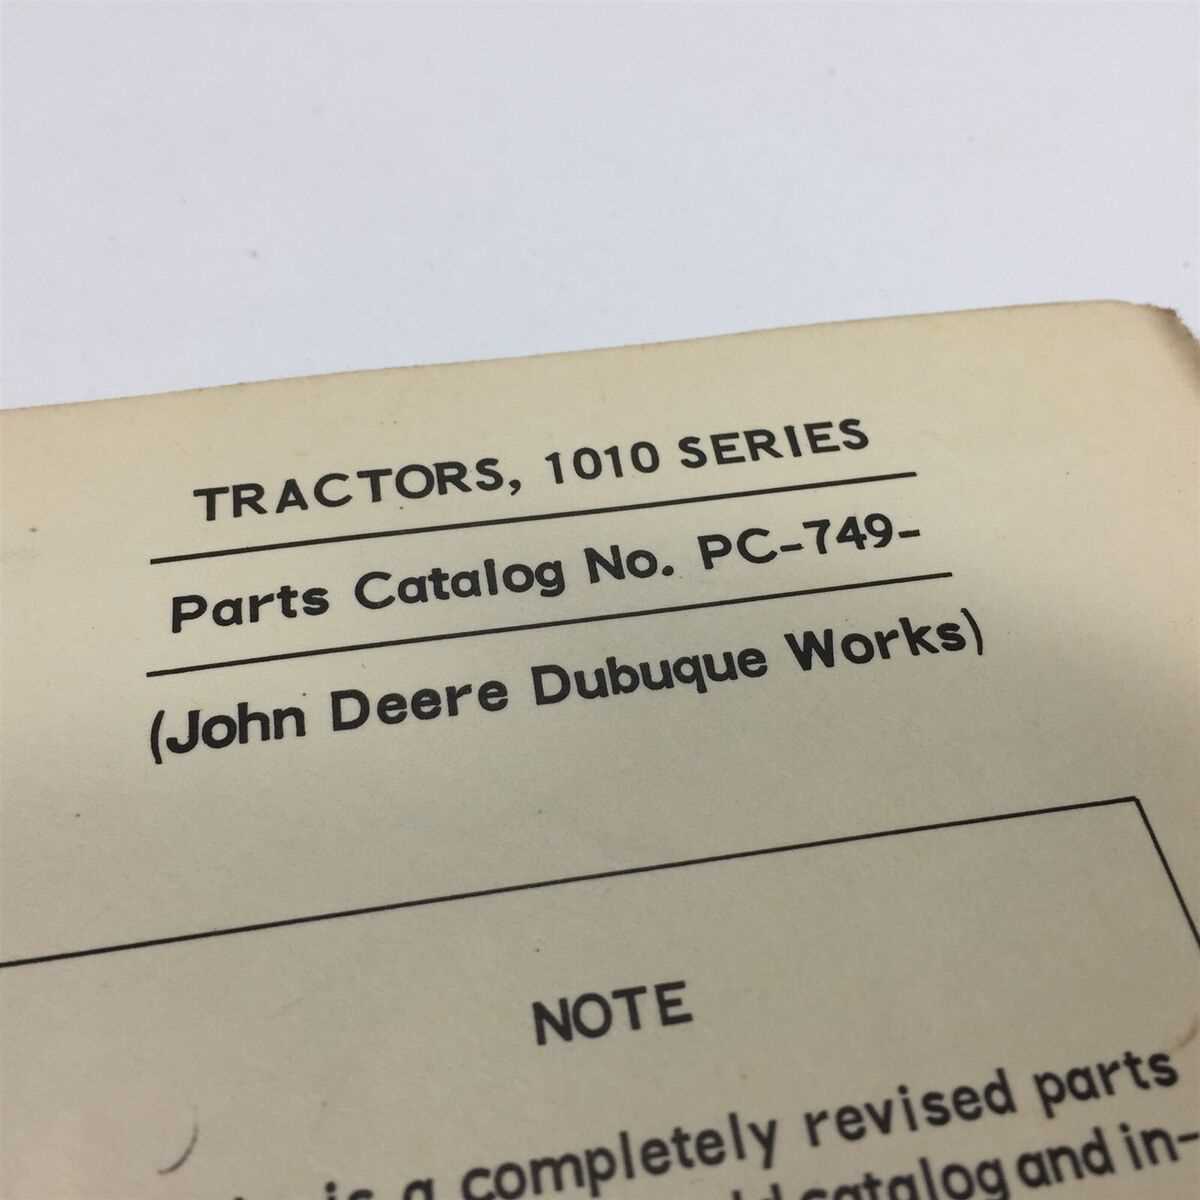 TRACTORS, 1010 SERIES
Parts Catalog No. PC-749-
(John Deere Dubuque Works)
NOTE
is a completely revised parts
catalog and in-